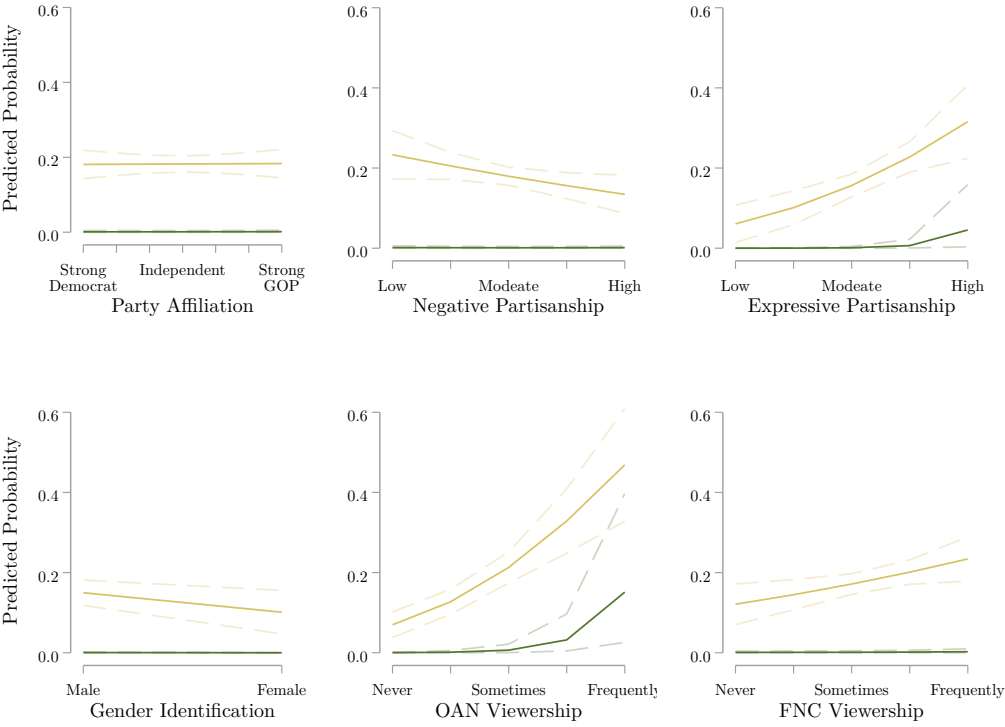 0.6
0.4
0.2
0.0
Predicted Probability
Strong
Democrat
Independent
Strong
GOP
Party Affiliation
0.6
0.4
0.2
0.0
Low
Modeate
High
Negative Partisanship
0.6
0.4
0.2
0.0
Low
Modeate
High
Expressive Partisanship
0.6
0.4
0.2
0.0
Predicted Probability
Male
Female
Gender Identification
0.6
0.4
0.2
0.0
Never
Sometimes
Frequently
OAN Viewership
0.6
0.4
0.2
0.0
Never
Sometimes
Frequently
FNC Viewership